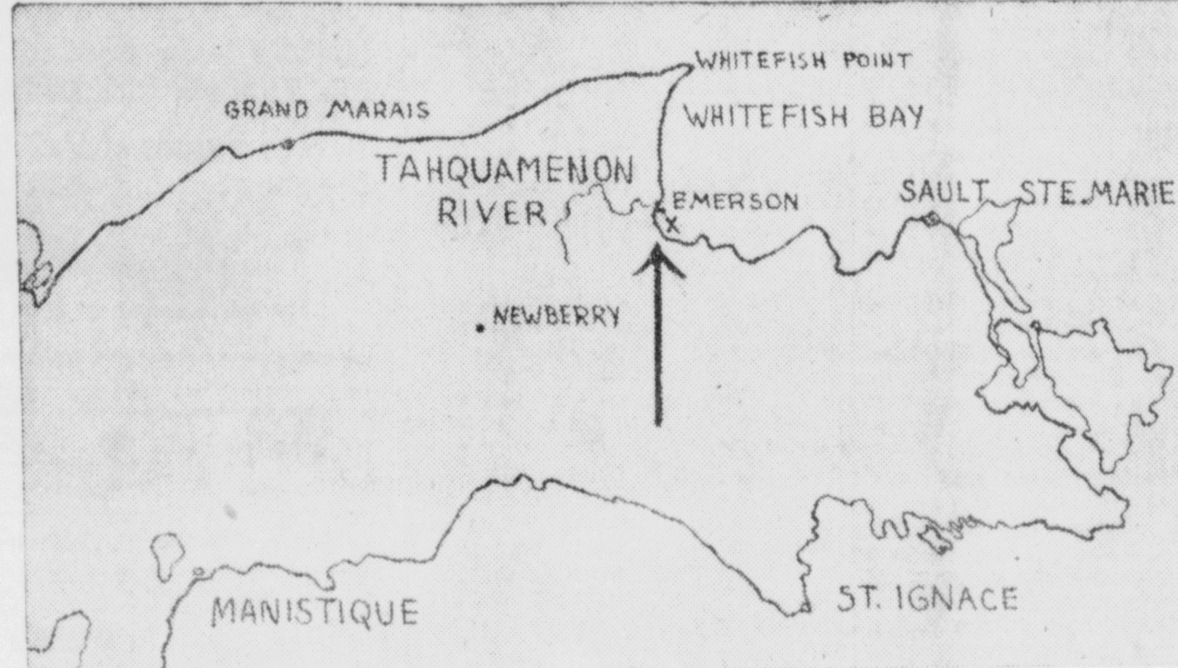 WHITEFISH POINT
GRAND MARAIS
WHITEFISH BAY
TAHQUAMENON
RIVER
EMERSON
X
SAULT STE. MARIE
NEWBERRY
MANISTIQUE
ST. IGNACE